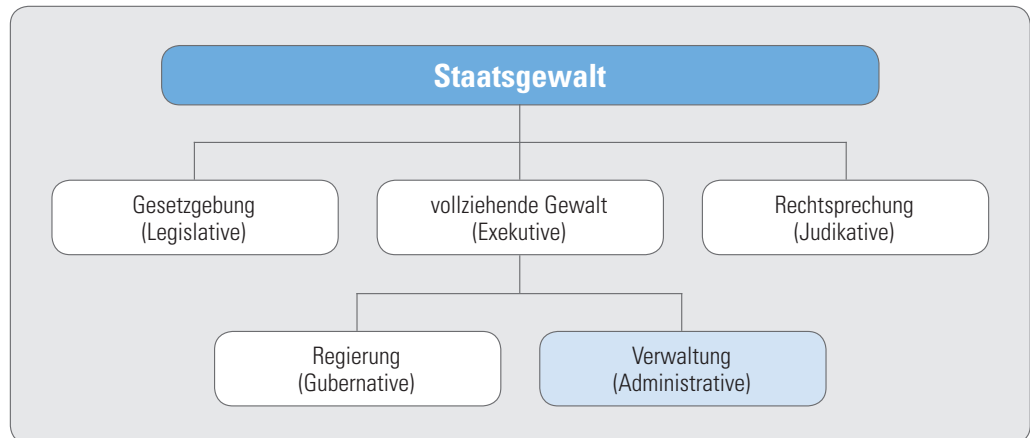 Staatsgewalt
Gesetzgebung
(Legislative)
vollziehende Gewalt
(Exekutive)
Rechtsprechung
(Judikative)
Regierung
(Gubernative)
Verwaltung
(Administrative)